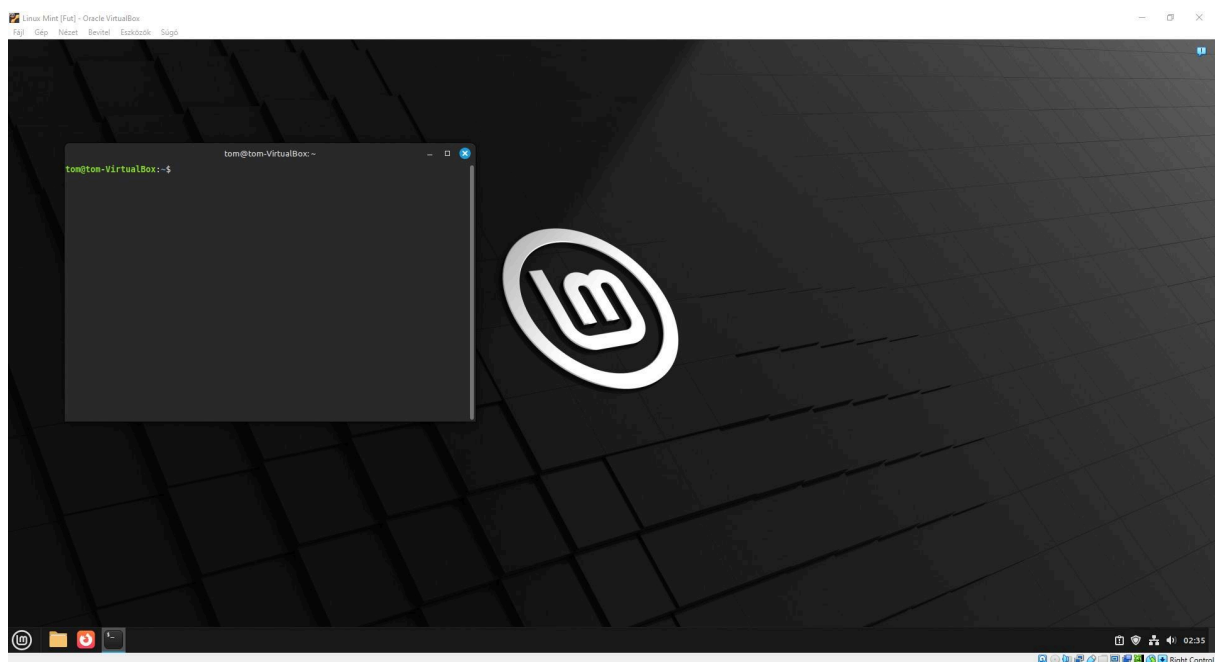 Linux Mint [Fut] - Oracle VirtualBox
Fájl Gép Nézet Bevitel Eszközök Súgó
tom@tom-VirtualBox: ~
tom@tom-VirtualBox:~$
02:35
Right Control